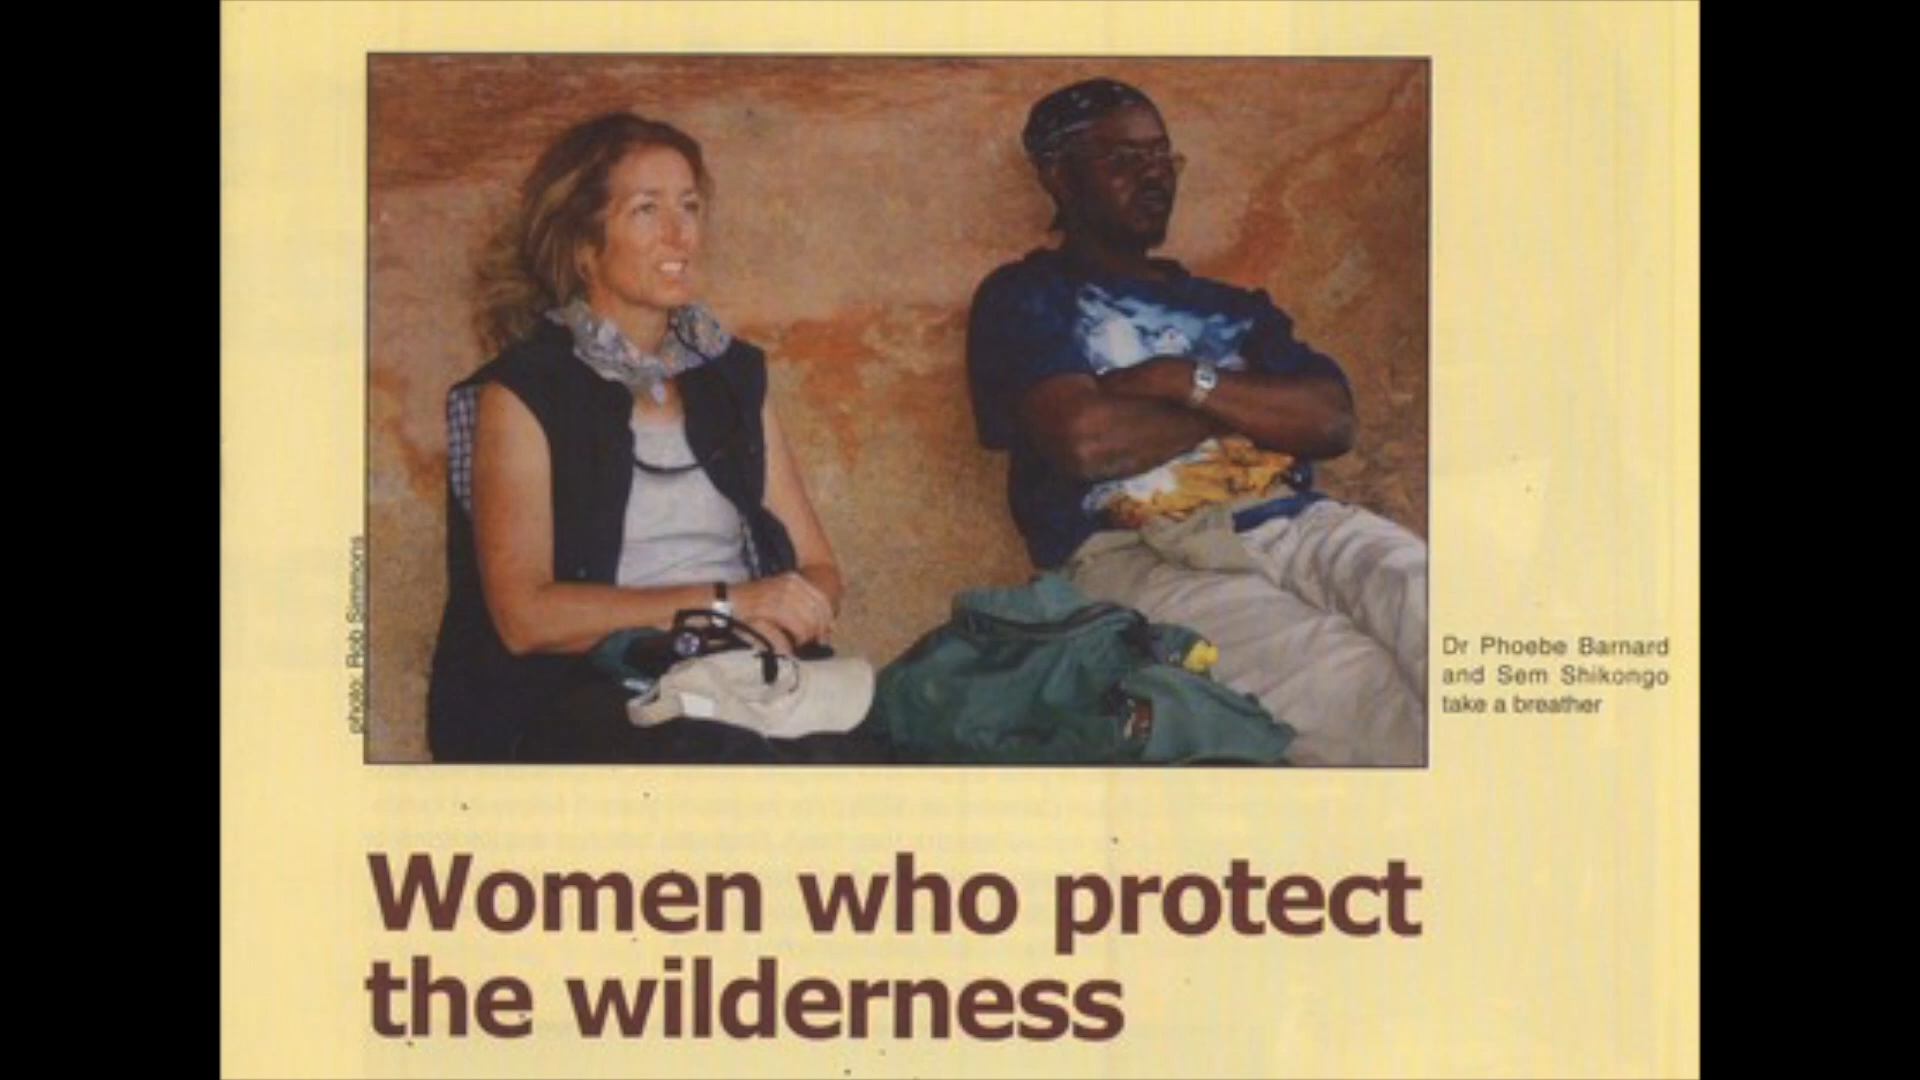 photo: Rob Simmons
Dr Phoebe Barnard
and Sem Shikongo
take a breather
Women who protect
the wilderness